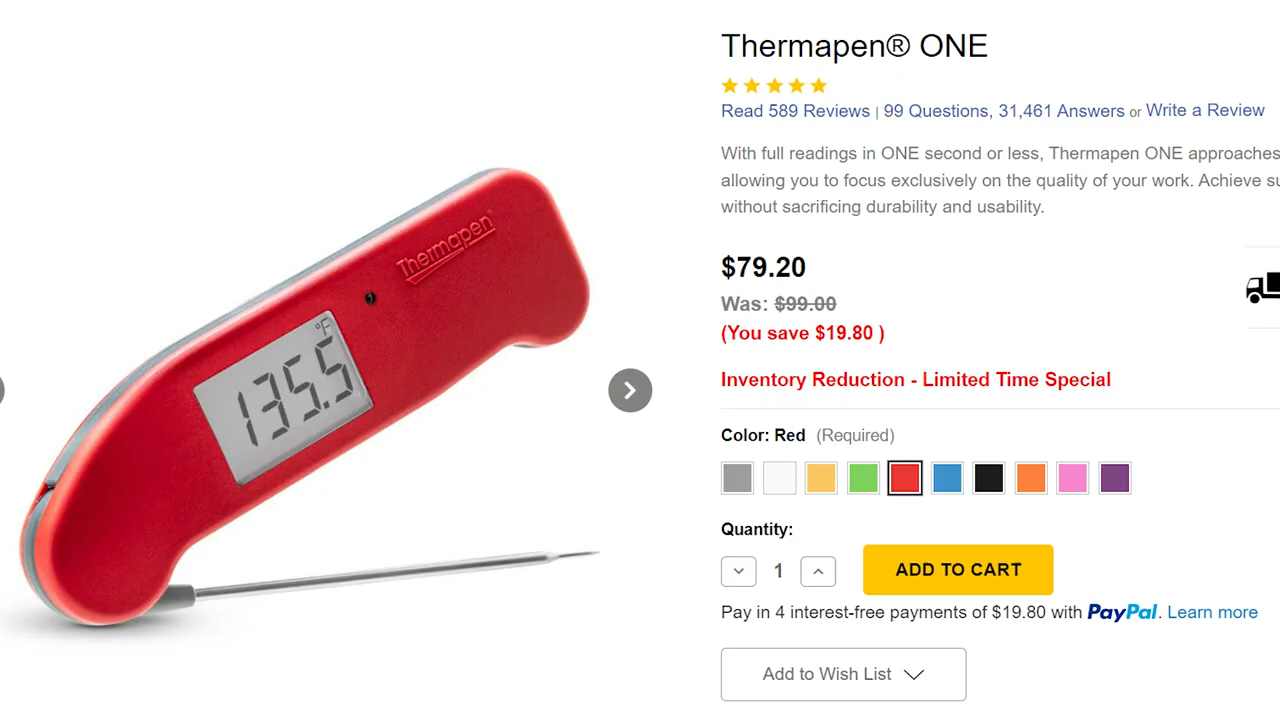 Thermapen® ONE
Read 589 Reviews | 99 Questions, 31,461 Answers or Write a Review
With full readings in ONE second or less, Thermapen ONE approaches
allowing you to focus exclusively on the quality of your work. Achieve
without sacrificing durability and usability.
$79.20
Was: $99.00
(You save $19.80 )
Inventory Reduction - Limited Time Special
Color: Red (Required)
Quantity:
1
ADD TO CART
Pay in 4 interest-free payments of $19.80 with PayPal. Learn more
Add to Wish List
Thermapen®
°F
135.5